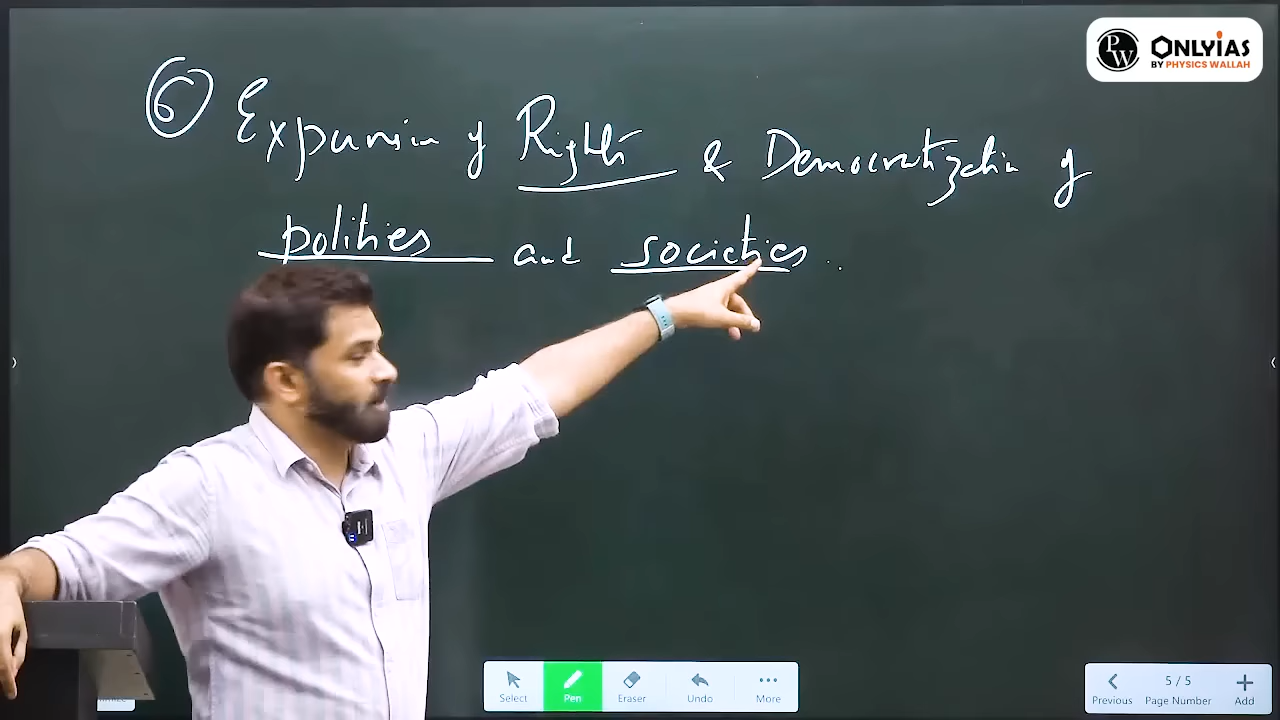 PW ONLYIAS
BY PHYSICS WALLAH
⑥ Expansion of Rights & Democratization of
polities and societies
Select
Pen
Eraser
Undo
More
Previous
5 / 5
Page Number
Add